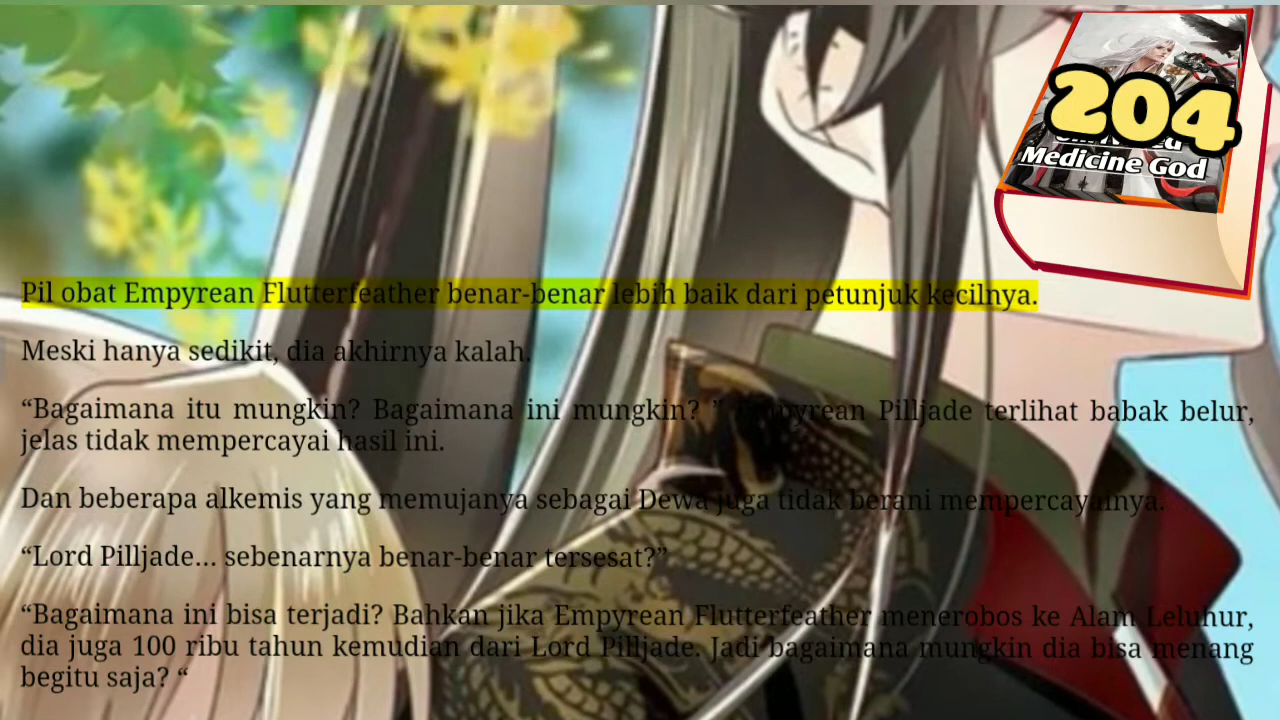 204
Medicine God
Pil obat Empyrean Flutterfeather benar-benar lebih baik dari petunjuk kecilnya.
Meski hanya sedikit, dia akhirnya kalah.
“Bagaimana itu mungkin? Bagaimana ini mungkin? ” Empyrean Pilljade terlihat babak belur,
jelas tidak mempercayai hasil ini.
Dan beberapa alkemis yang memujanya sebagai Dewa juga tidak berani mempercayainya.
“Lord Pilljade… sebenarnya benar-benar tersesat?”
“Bagaimana ini bisa terjadi? Bahkan jika Empyrean Flutterfeather menerobos ke Alam Leluhur,
dia juga 100 ribu tahun kemudian dari Lord Pilljade. Jadi bagaimana mungkin dia bisa menang
begitu saja? “